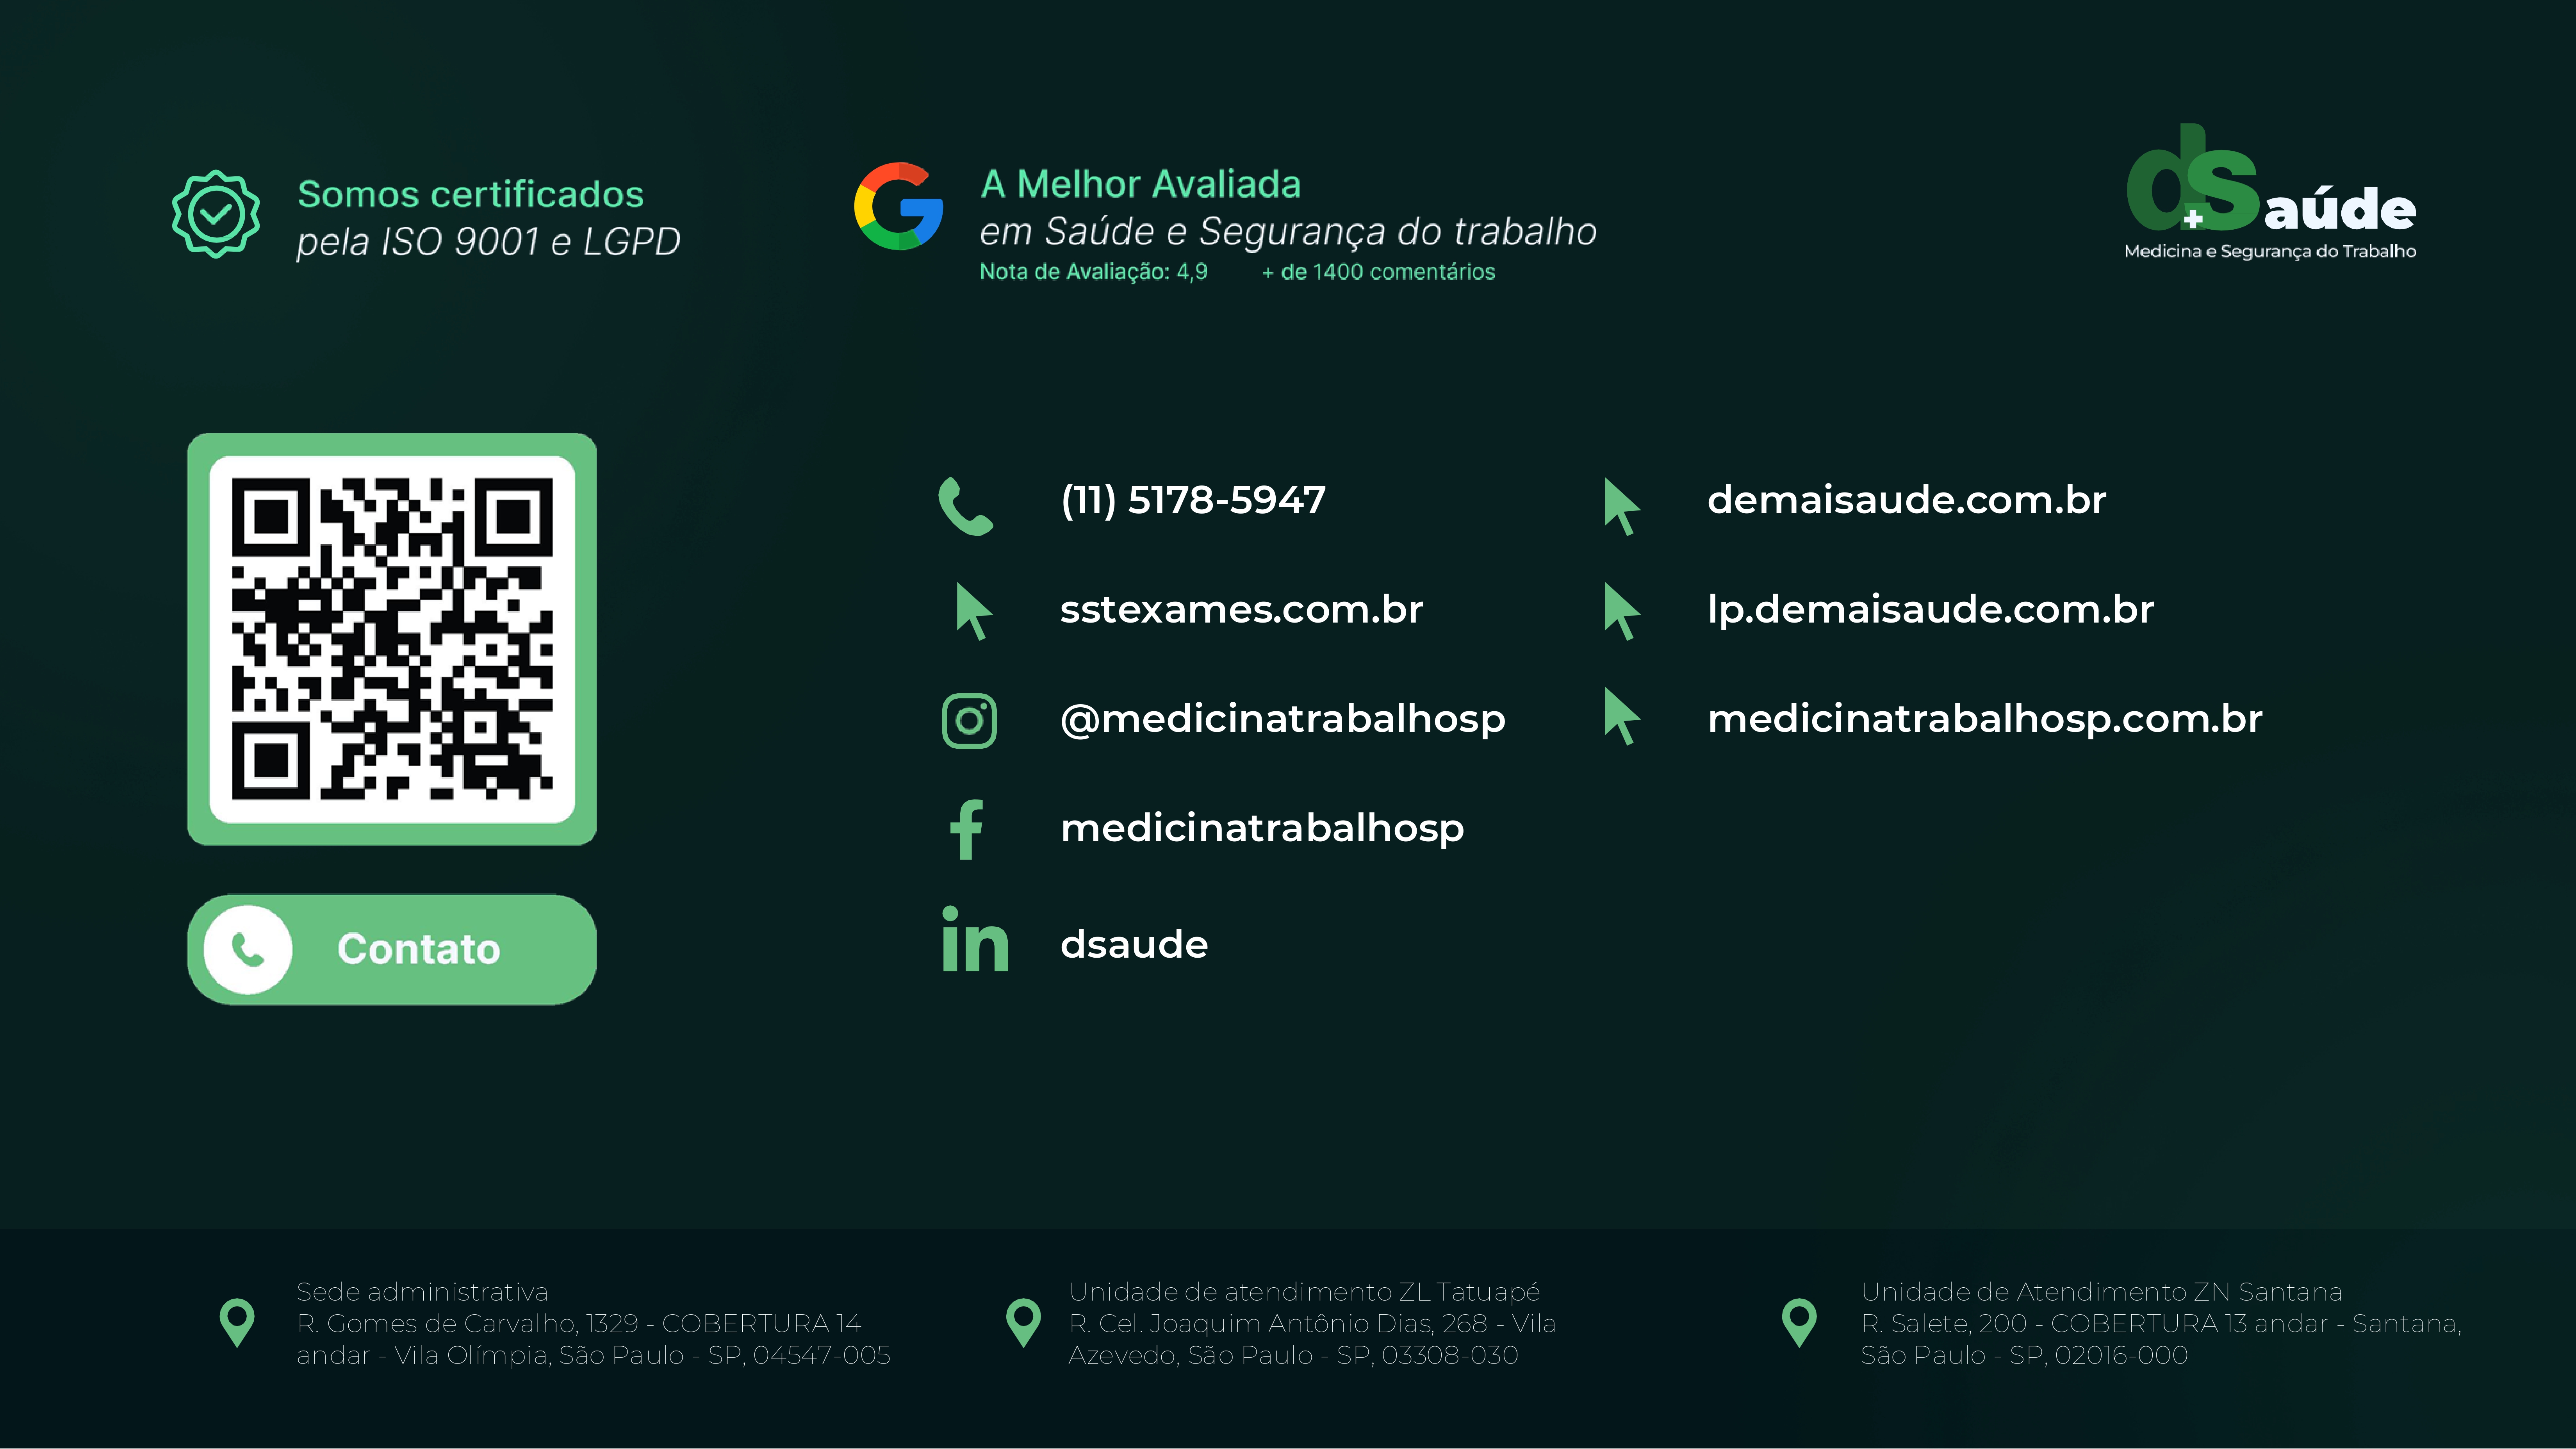 Somos certificados
pela ISO 9001 e LGPD
A Melhor Avaliada
em Saúde e Segurança do trabalho
Nota de Avaliação: 4,9 + de 1400 comentários
d+saúde
Medicina e Segurança do Trabalho
Contato
(11) 5178-5947
sstexames.com.br
@medicinatrabalhosp
medicinatrabalhosp
dsaude
demaisaude.com.br
lp.demaisaude.com.br
medicinatrabalhosp.com.br
Sede administrativa
R. Gomes de Carvalho, 1329 - COBERTURA 14
andar - Vila Olímpia, São Paulo - SP, 04547-005
Unidade de atendimento ZL Tatuapé
R. Cel. Joaquim Antônio Dias, 268 - Vila
Azevedo, São Paulo - SP, 03308-030
Unidade de Atendimento ZN Santana
R. Salete, 200 - COBERTURA 13 andar - Santana,
São Paulo - SP, 02016-000